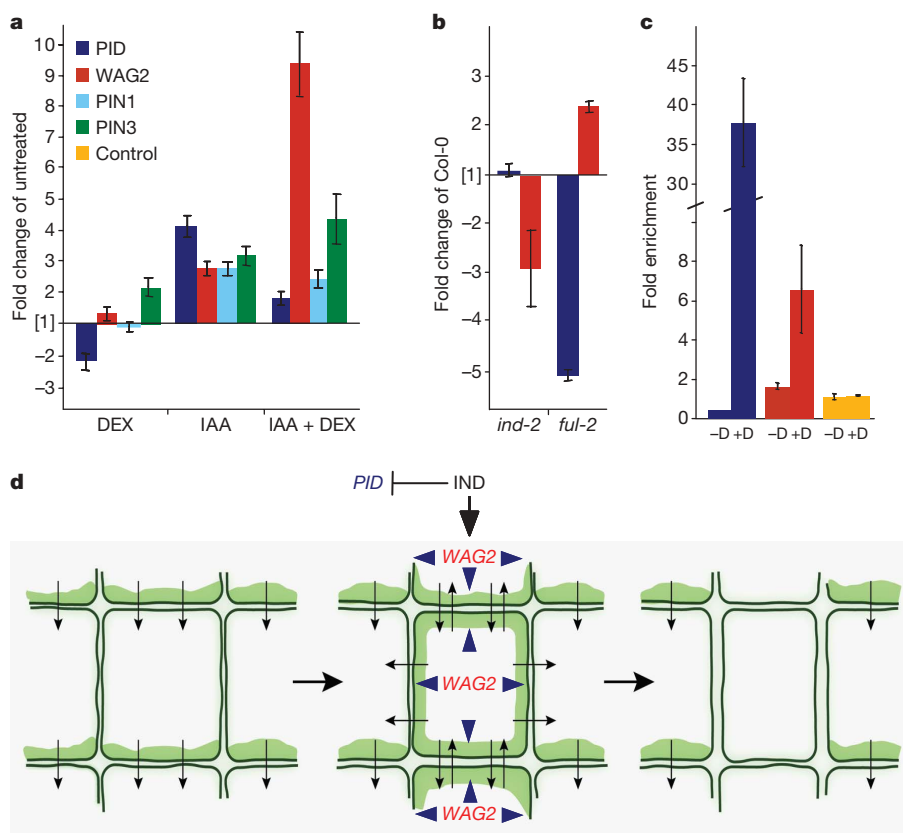 a
10
9
8
7
6
5
4
3
2
[1]
−2
−3
Fold change of untreated
PID
WAG2
PIN1
PIN3
Control
DEX
IAA
IAA + DEX
b
3
2
[1]
−2
−3
−4
−5
Fold change of Col-0
ind-2
ful-2
c
45
40
35
30
8
6
4
2
0
Fold enrichment
−D +D
−D +D
−D +D
d
PID
IND
WAG2
WAG2
WAG2